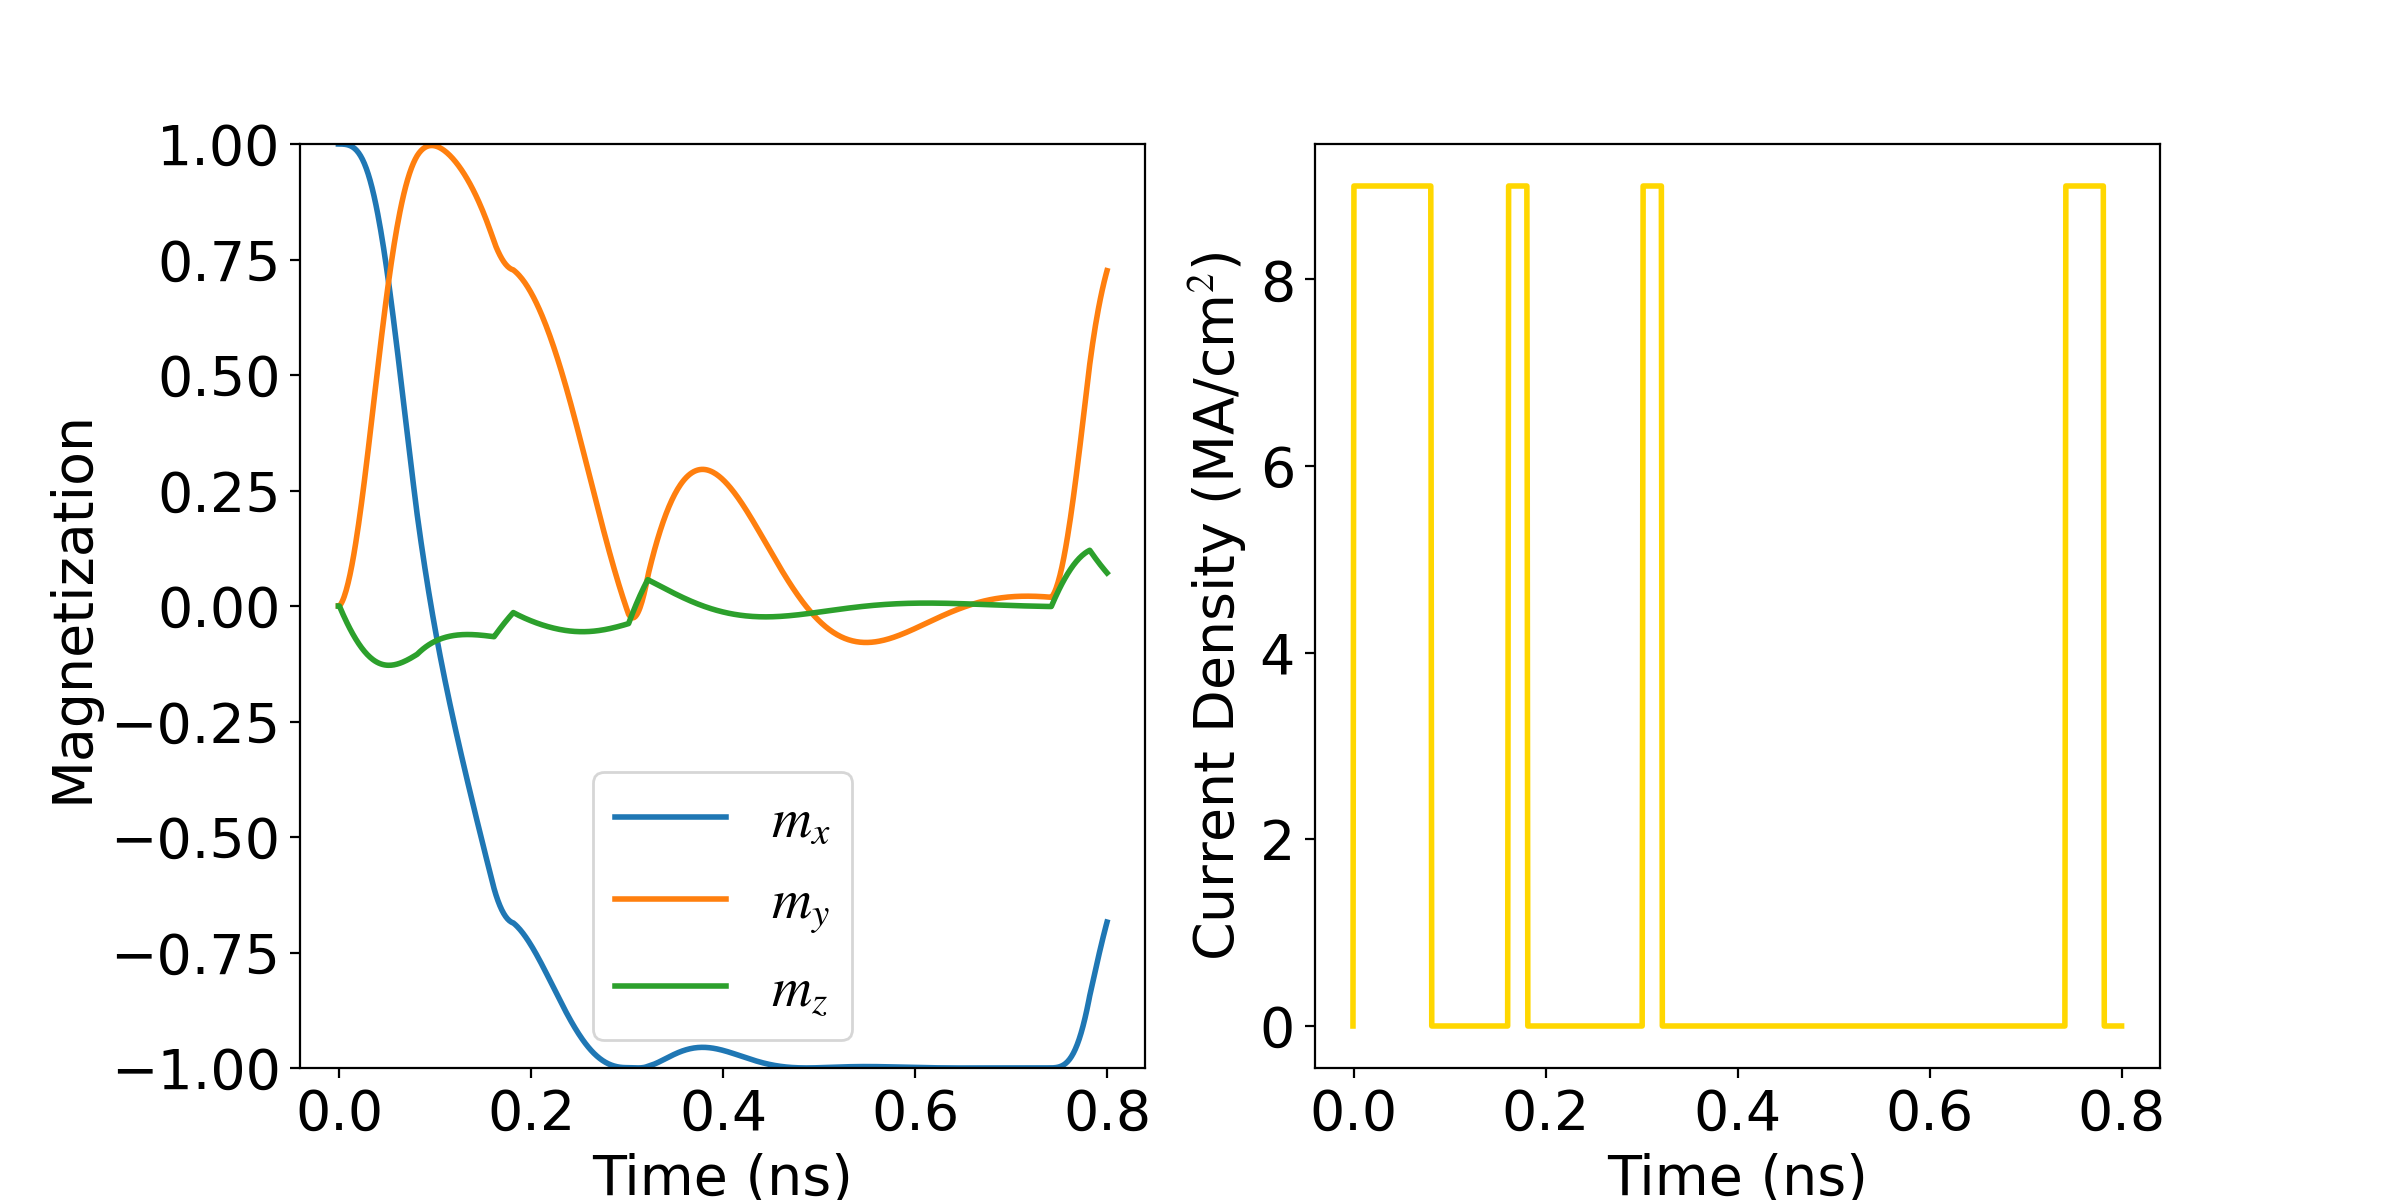 Magnetization
1.00
0.75
0.50
0.25
0.00
−0.25
−0.50
−0.75
−1.00
m_x
m_y
m_z
0.0 0.2 0.4 0.6 0.8
Time (ns)
Current Density (MA/cm²)
8
6
4
2
0
0.0 0.2 0.4 0.6 0.8
Time (ns)